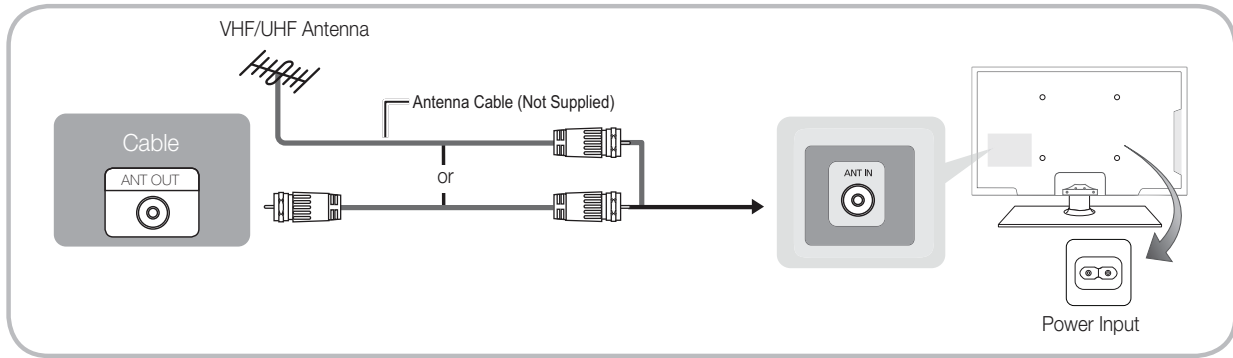 VHF/UHF Antenna
Antenna Cable (Not Supplied)
Cable
ANT OUT
or
ANT IN
Power Input